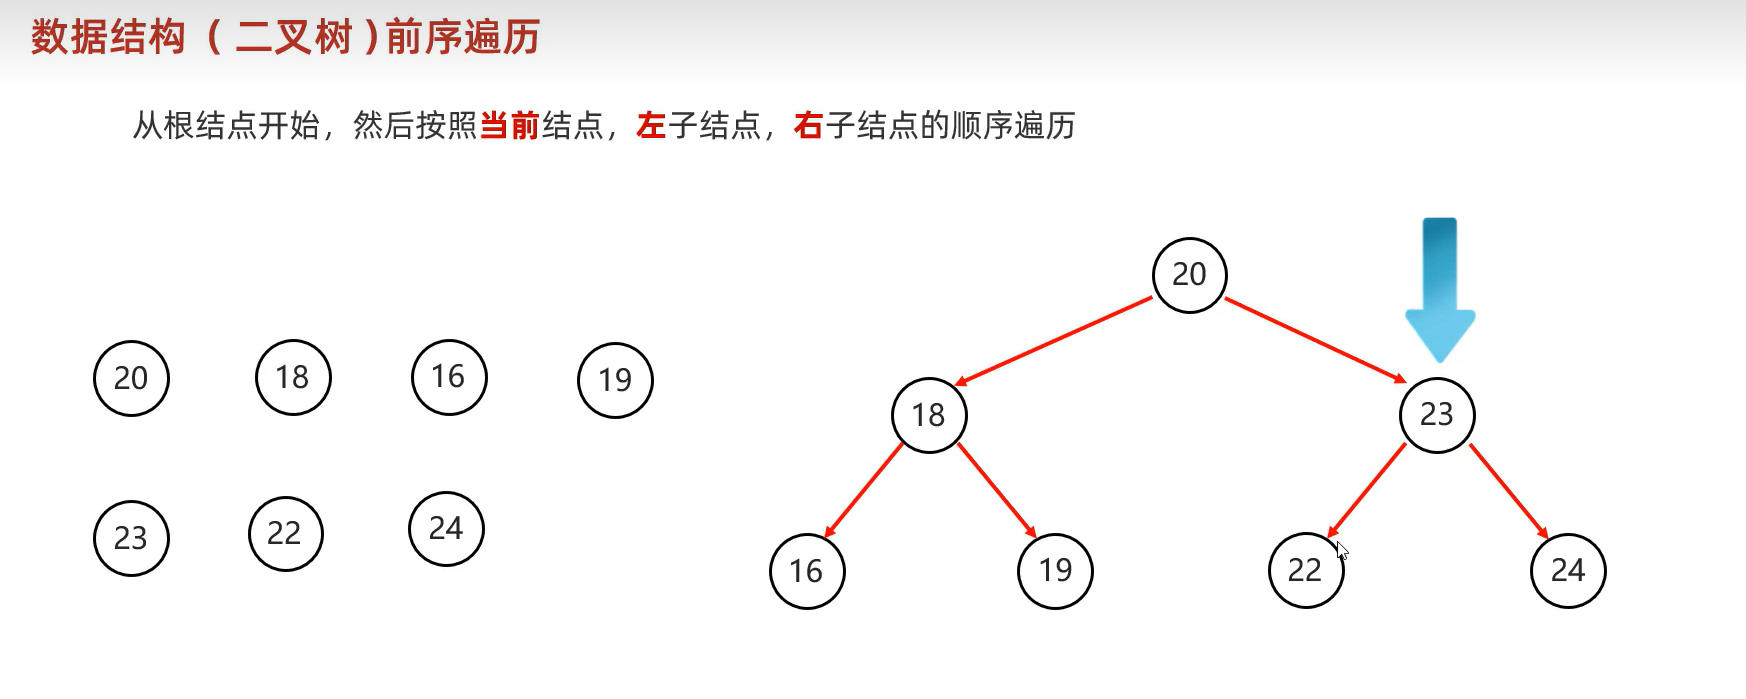 数据结构（二叉树)前序遍历
从根结点开始，然后按照当前结点，左子结点，右子结点的顺序遍历
20 18 16 19
23 22 24
20
18 23
16 19 22 24